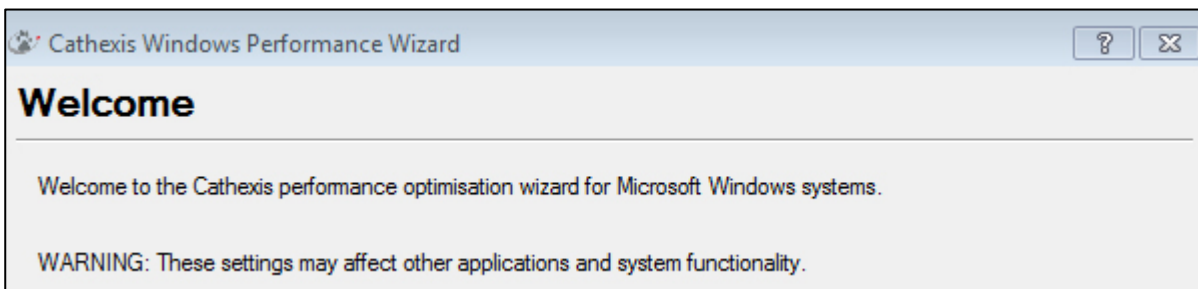 Cathexis Windows Performance Wizard
Welcome
Welcome to the Cathexis performance optimisation wizard for Microsoft Windows systems.
WARNING: These settings may affect other applications and system functionality.